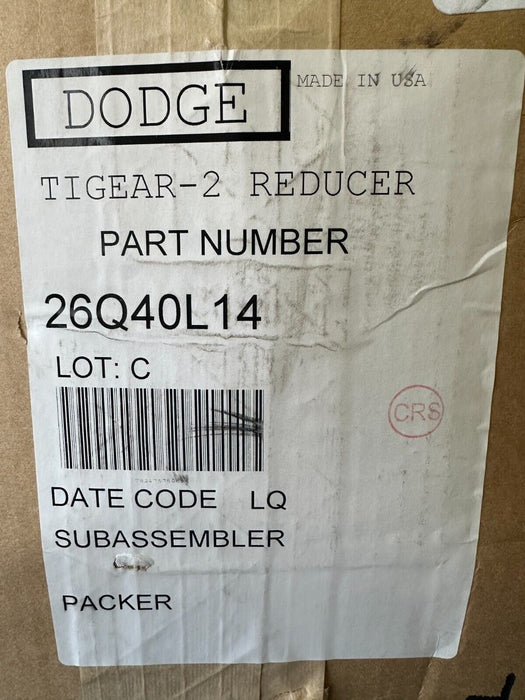 DODGE
MADE IN USA
TIGEAR-2 REDUCER
PART NUMBER
26Q40L14
LOT: C
CRS
DATE CODE LQ
SUBASSEMBLER
PACKER